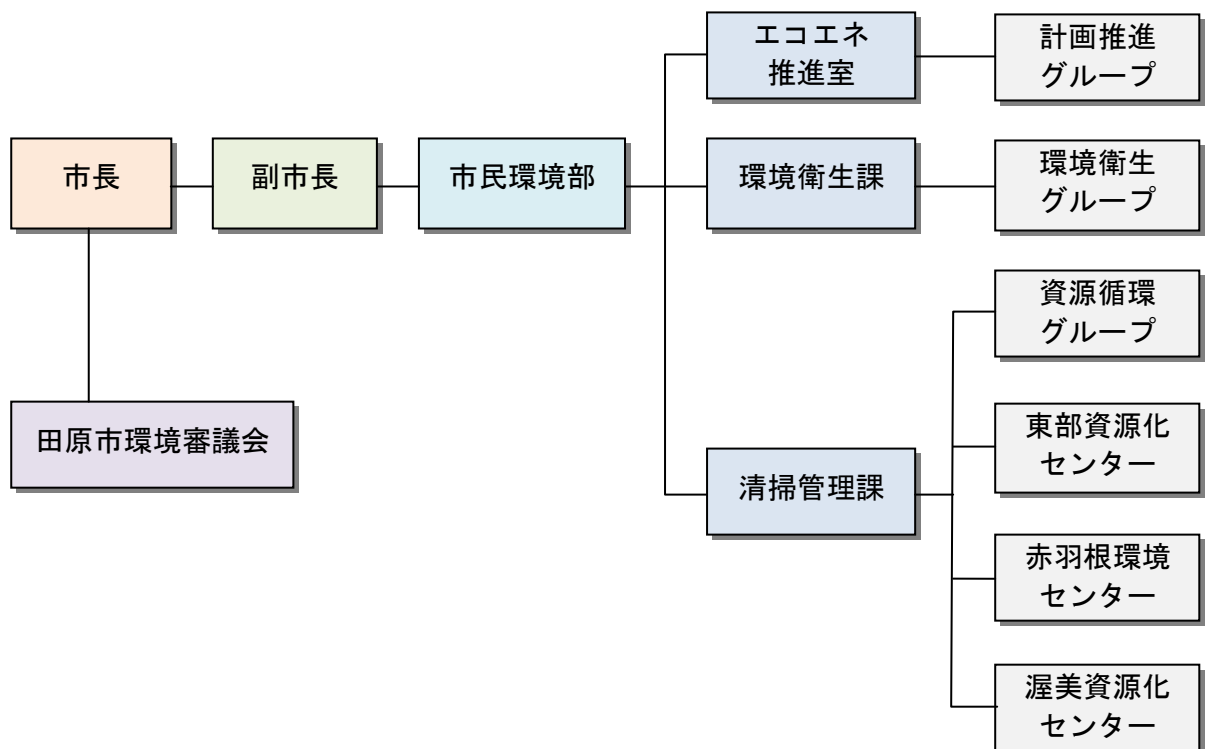 エコエネ
推進室
計画推進
グループ
市長
副市長
市民環境部
環境衛生課
環境衛生
グループ
資源循環
グループ
田原市環境審議会
東部資源化
センター
清掃管理課
赤羽根環境
センター
渥美資源化
センター